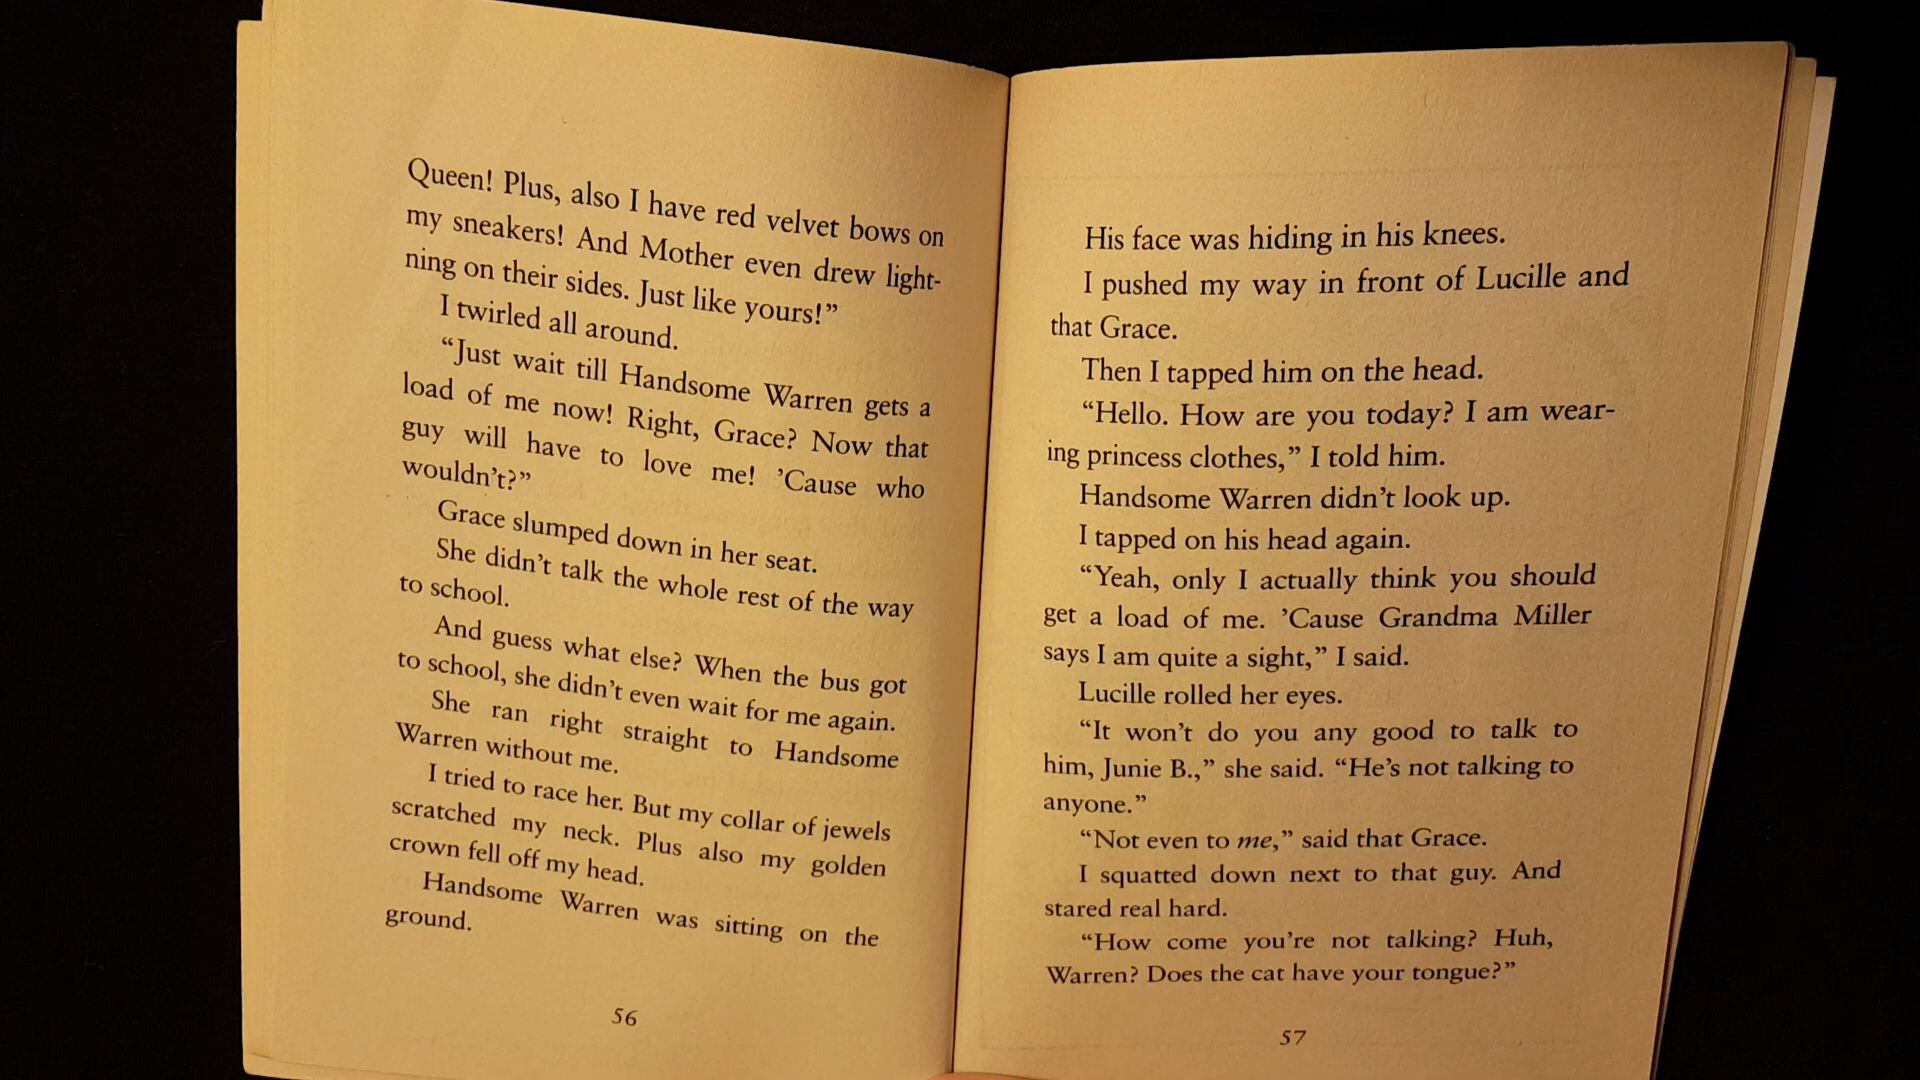 Queen! Plus, also I have red velvet bows on
my sneakers! And Mother even drew light-
ning on their sides. Just like yours!”
I twirled all around.
“Just wait till Handsome Warren gets a
load of me now! Right, Grace? Now that
guy will have to love me! ’Cause who
wouldn’t?”
Grace slumped down in her seat.
She didn’t talk the whole rest of the way
to school.
And guess what else? When the bus got
to school, she didn’t even wait for me again.
She ran right straight to Handsome
Warren without me.
I tried to race her. But my collar of jewels
scratched my neck. Plus also my golden
crown fell off my head.
Handsome Warren was sitting on the
ground.
56
His face was hiding in his knees.
I pushed my way in front of Lucille and
that Grace.
Then I tapped him on the head.
“Hello. How are you today? I am wear-
ing princess clothes,” I told him.
Handsome Warren didn’t look up.
I tapped on his head again.
“Yeah, only I actually think you should
get a load of me. ’Cause Grandma Miller
says I am quite a sight,” I said.
Lucille rolled her eyes.
“It won’t do you any good to talk to
him, Junie B.,” she said. “He’s not talking to
anyone.”
“Not even to me,” said that Grace.
I squatted down next to that guy. And
stared real hard.
“How come you’re not talking? Huh,
Warren? Does the cat have your tongue?”
57